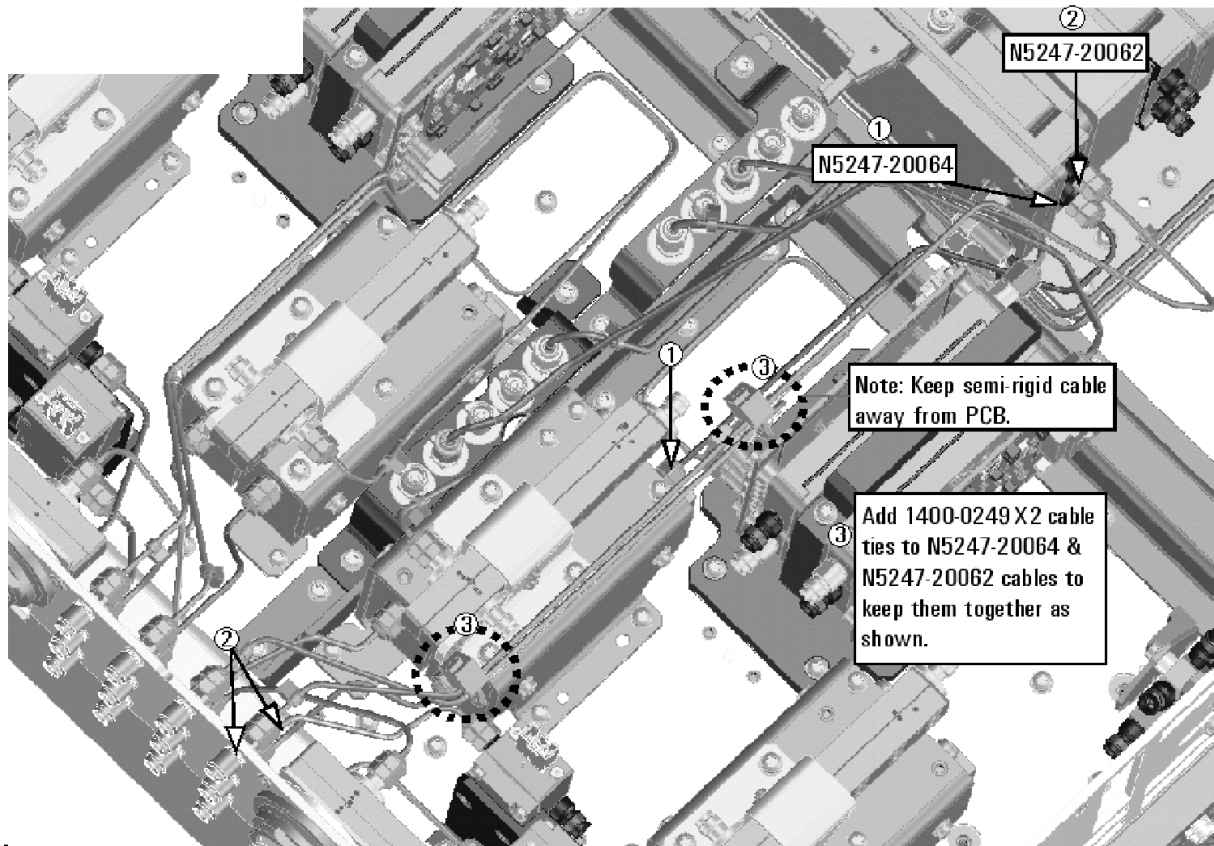 ②
N5247-20062
①
N5247-20064
①
③
Note: Keep semi-rigid cable
away from PCB.
③
Add 1400-0249 X2 cable
ties to N5247-20064 &
N5247-20062 cables to
keep them together as
shown.
③
②